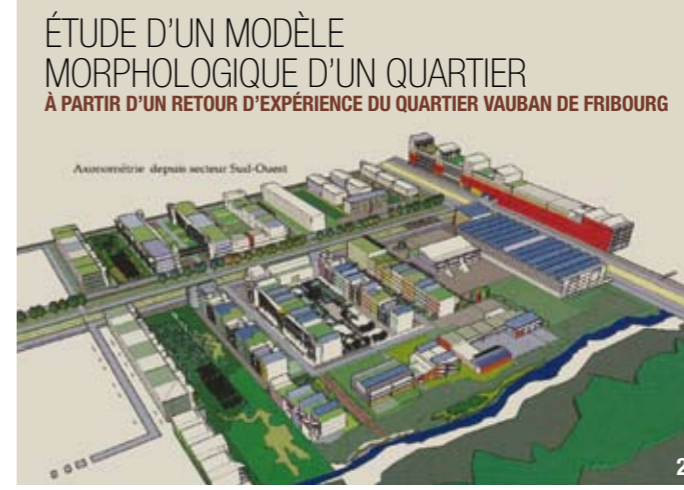 ÉTUDE D'UN MODÈLE
MORPHOLOGIQUE D'UN QUARTIER
À PARTIR D'UN RETOUR D'EXPÉRIENCE DU QUARTIER VAUBAN DE FRIBOURG
Axonométrie depuis secteur Sud-Ouest
2